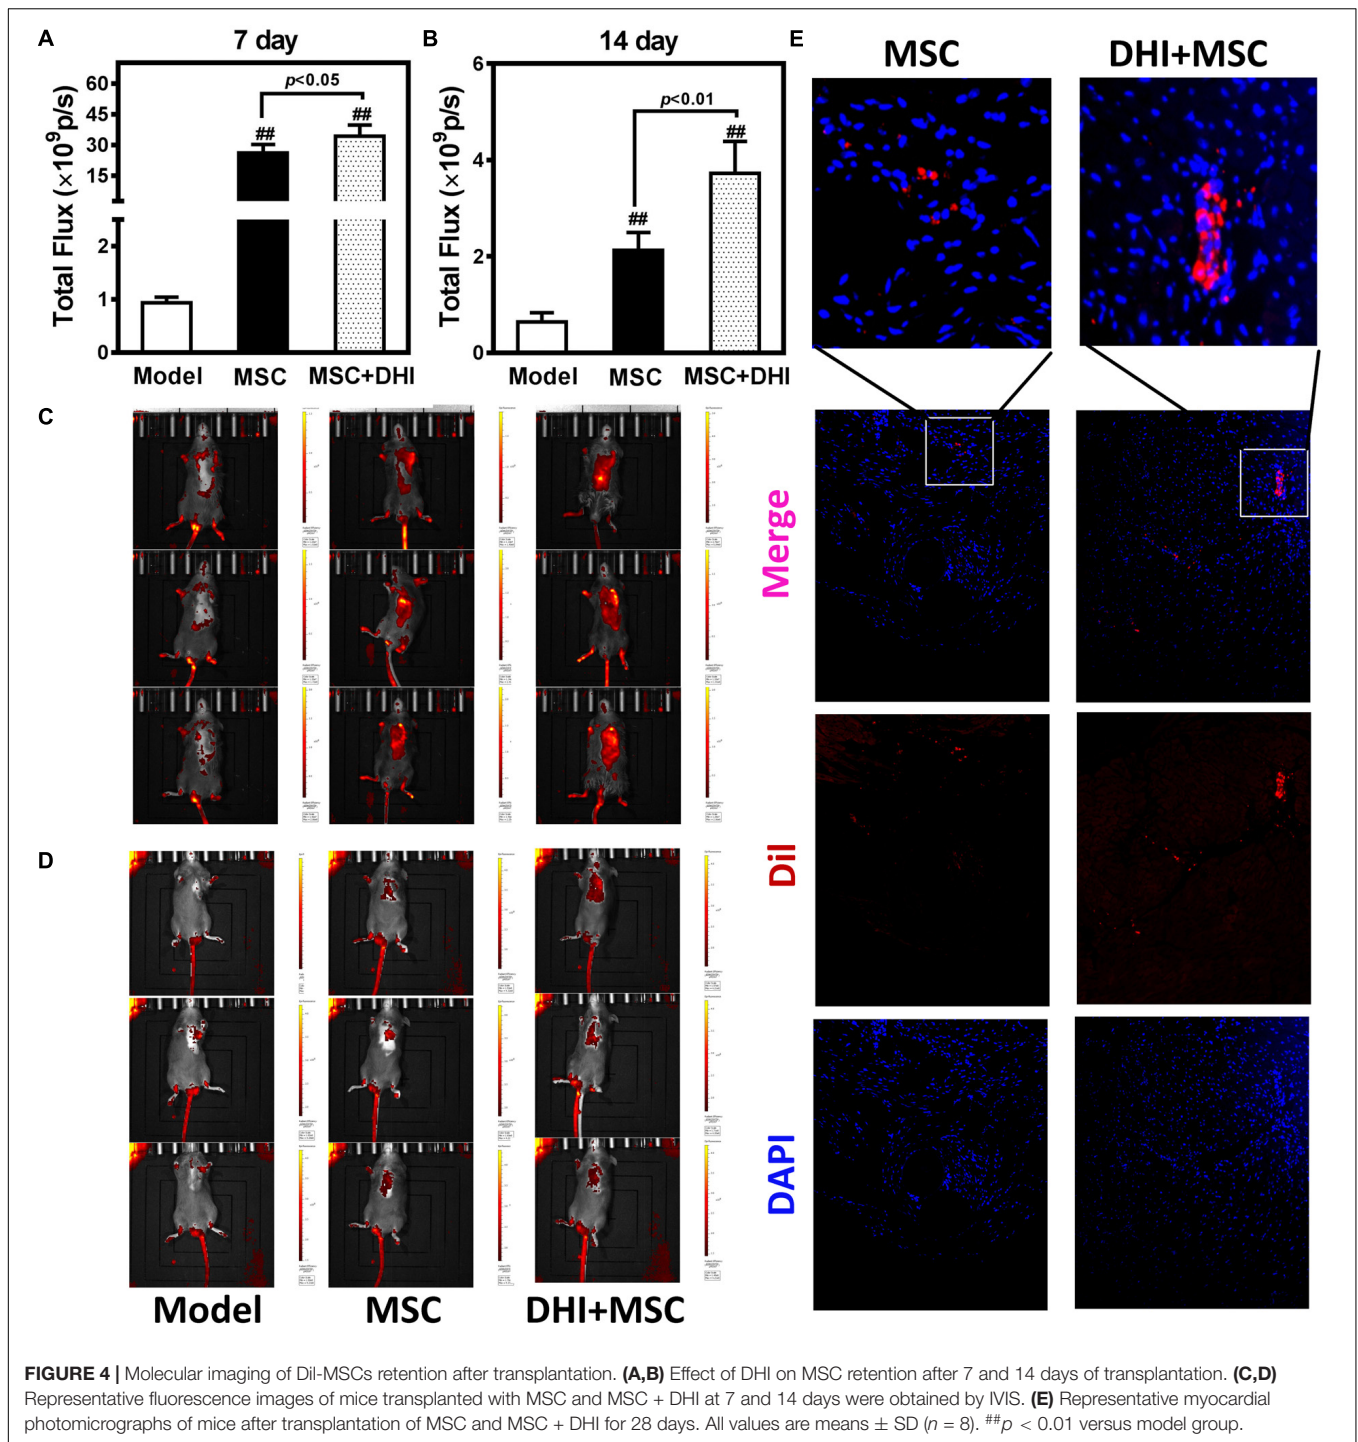 A
7 day
B
14 day
E
MSC
DHI+MSC
Total Flux (×10⁹p/s)
60
45
30
15
2
1
0
p<0.05
##
##
Model
MSC
MSC+DHI
Total Flux (×10⁹p/s)
6
4
2
0
p<0.01
##
##
Model
MSC
MSC+DHI
C
D
Model
MSC
DHI+MSC
Merge
DiI
DAPI
FIGURE 4 | Molecular imaging of DiI-MSCs retention after transplantation. (A,B) Effect of DHI on MSC retention after 7 and 14 days of transplantation. (C,D)
Representative fluorescence images of mice transplanted with MSC and MSC + DHI at 7 and 14 days were obtained by IVIS. (E) Representative myocardial
photomicrographs of mice after transplantation of MSC and MSC + DHI for 28 days. All values are means ± SD (n = 8). ##p < 0.01 versus model group.